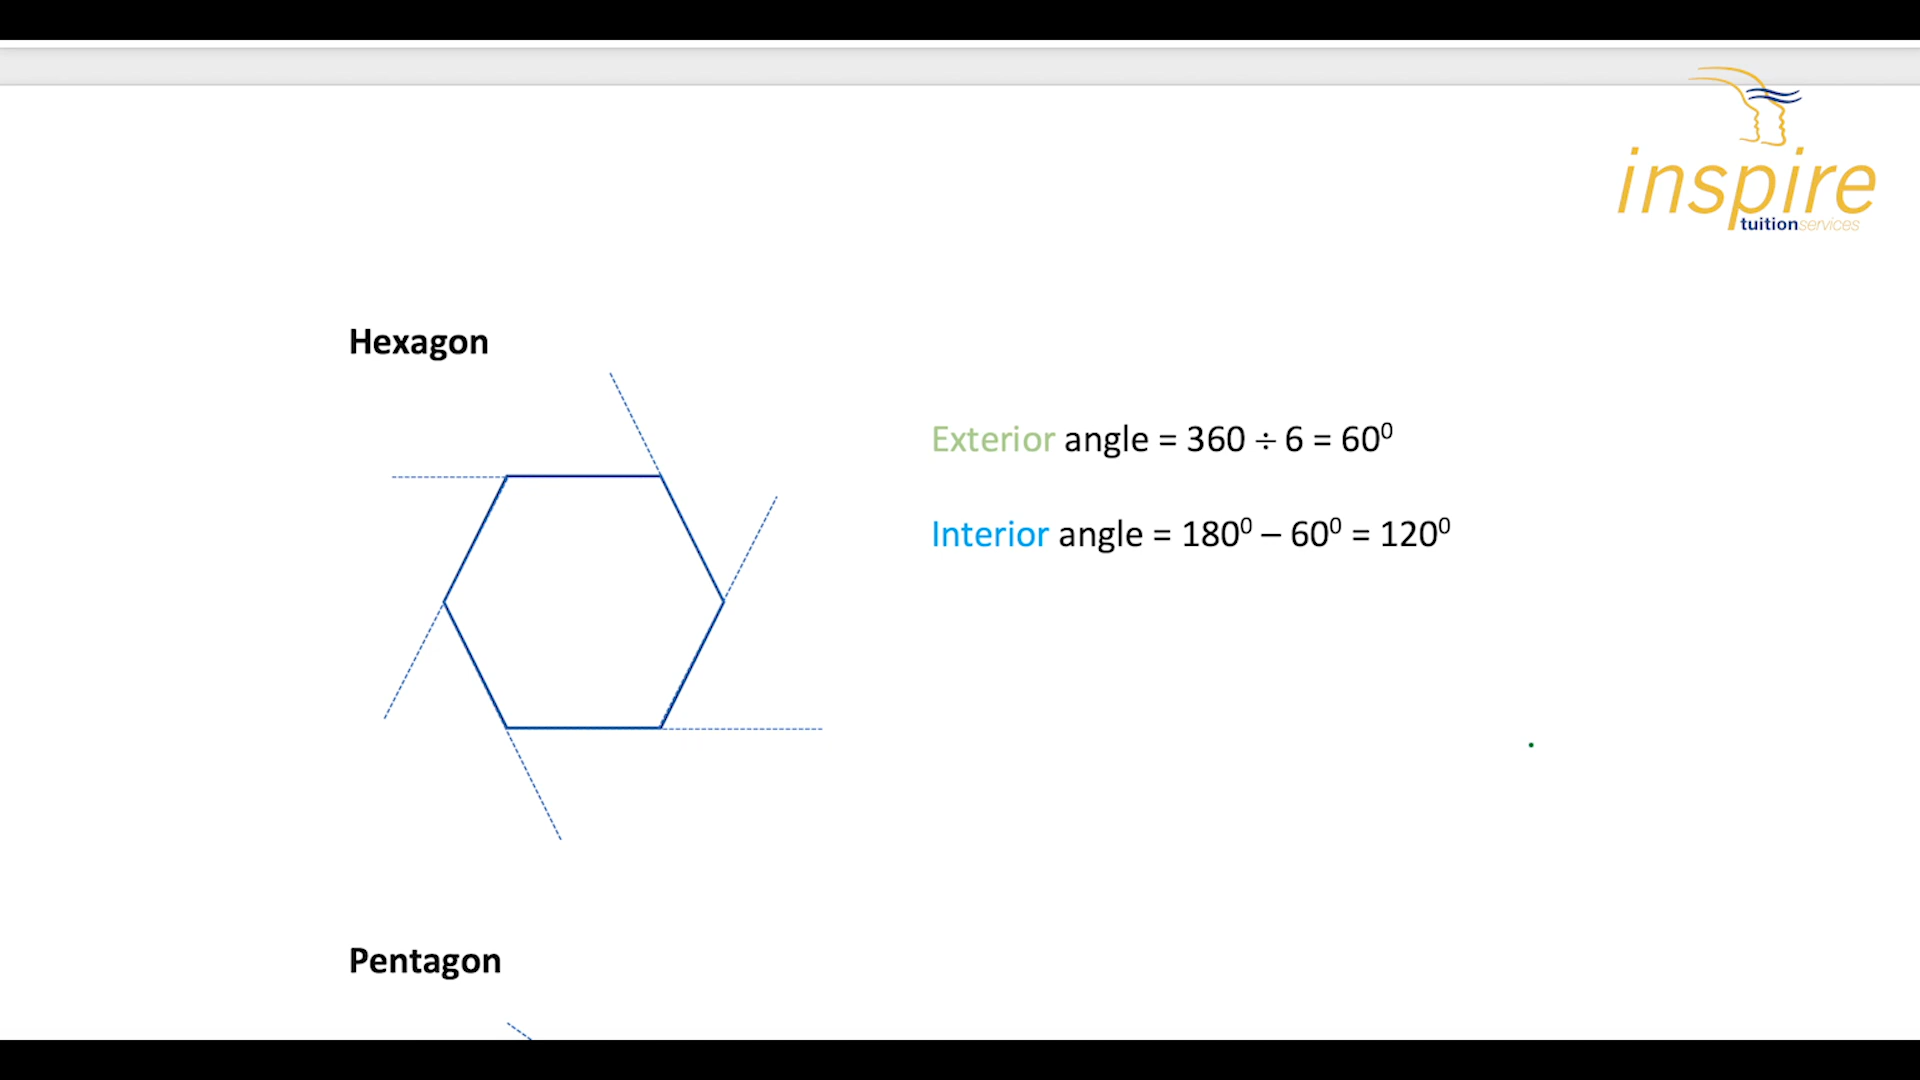 inspire
tuitionservices
Hexagon
Exterior angle = 360 ÷ 6 = 60⁰
Interior angle = 180⁰ – 60⁰ = 120⁰
Pentagon